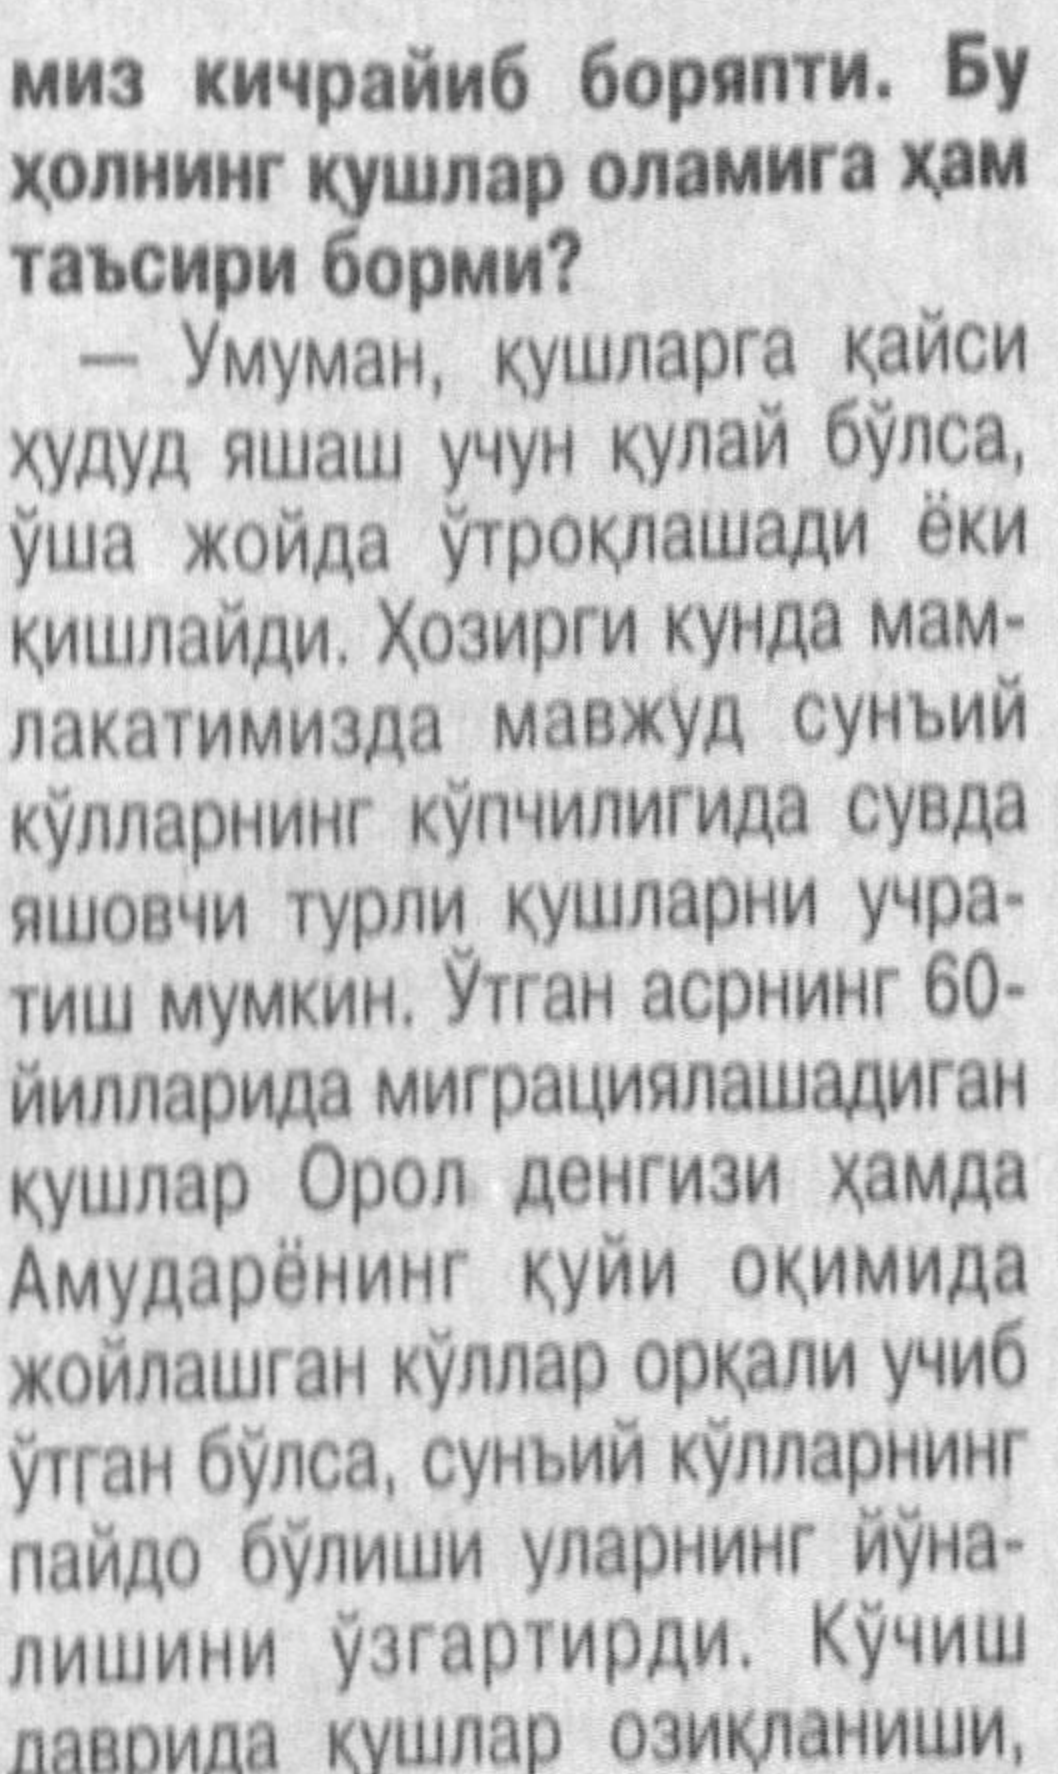 миз кичрайиб боряпти. Бу
ҳолнинг қушлар оламига ҳам
таъсири борми?
— Умуман, қушларга қайси
ҳудуд яшаш учун қулай бўлса,
ўша жойда ўтроқлашади ёки
қишлайди. Ҳозирги кунда мам-
лакатимизда мавжуд сунъий
кўлларнинг кўпчилигида сувда
яшовчи турли қушларни учра-
тиш мумкин. Ўтган асрнинг 60-
йилларида миграциялашадиган
қушлар Орол денгизи ҳамда
Амударёнинг қуйи оқимида
жойлашган кўллар орқали учиб
ўтган бўлса, сунъий кўлларнинг
пайдо бўлиши уларнинг йўна-
лишини ўзгартирди. Кўчиш
даврида қушлар озиқланиши,